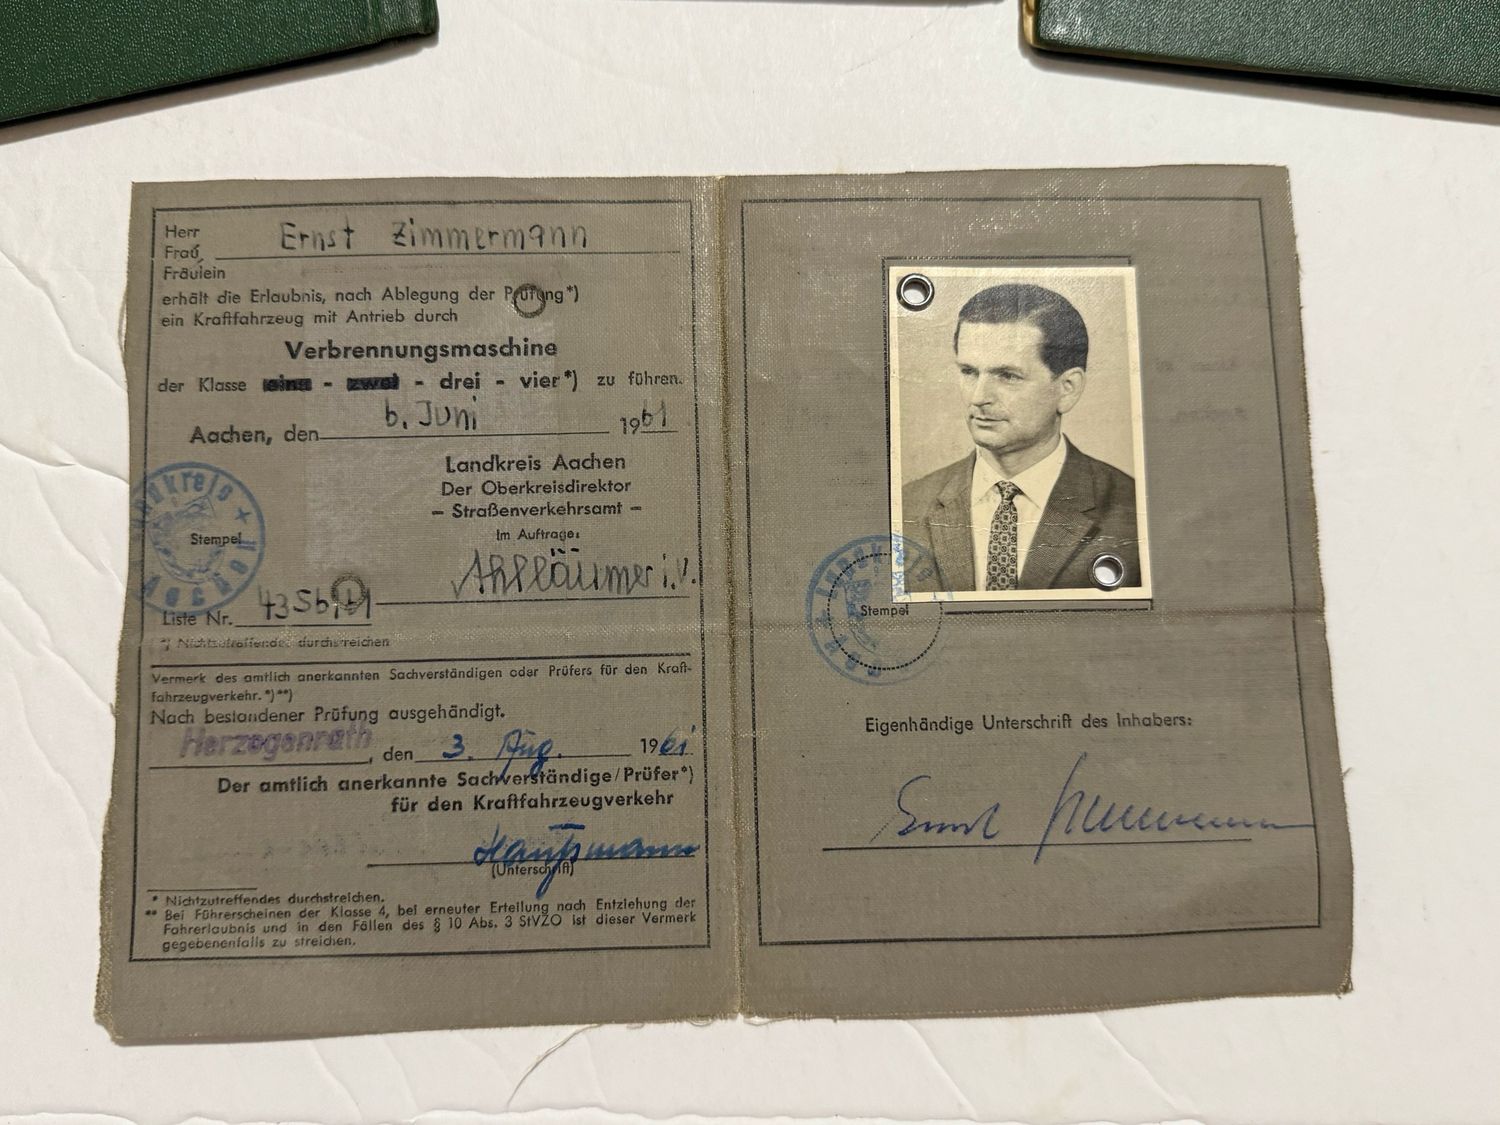 Herr
Frau,
Fräulein
Ernst Zimmermann
erhält die Erlaubnis, nach Ablegung der Prüfung*)
ein Kraftfahrzeug mit Antrieb durch
Verbrennungsmaschine
der Klasse eins - zwei - drei - vier*) zu führen.
Aachen, den 6. Juni 1961
Landkreis Aachen
Der Oberkreisdirektor
– Straßenverkehrsamt –
Im Auftrage:
i.V.
Stempel
Liste Nr.
*) Nichtzutreffendes durchstreichen
Vermerk des amtlich anerkannten Sachverständigen oder Prüfers für den Kraft-
fahrzeugverkehr.*)**)
Nach bestandener Prüfung ausgehändigt.
Herzogenrath, den 3. Aug. 1961
Der amtlich anerkannte Sachverständige/Prüfer*)
für den Kraftfahrzeugverkehr
(Unterschrift)
* Nichtzutreffendes durchstreichen.
** Bei Führerscheinen der Klasse 4, bei erneuter Erteilung nach Entziehung der
Fahrerlaubnis und in den Fällen des § 10 Abs. 3 StVZO ist dieser Vermerk
gegebenenfalls zu streichen.
Stempel
Eigenhändige Unterschrift des Inhabers:
Ernst Zimmermann